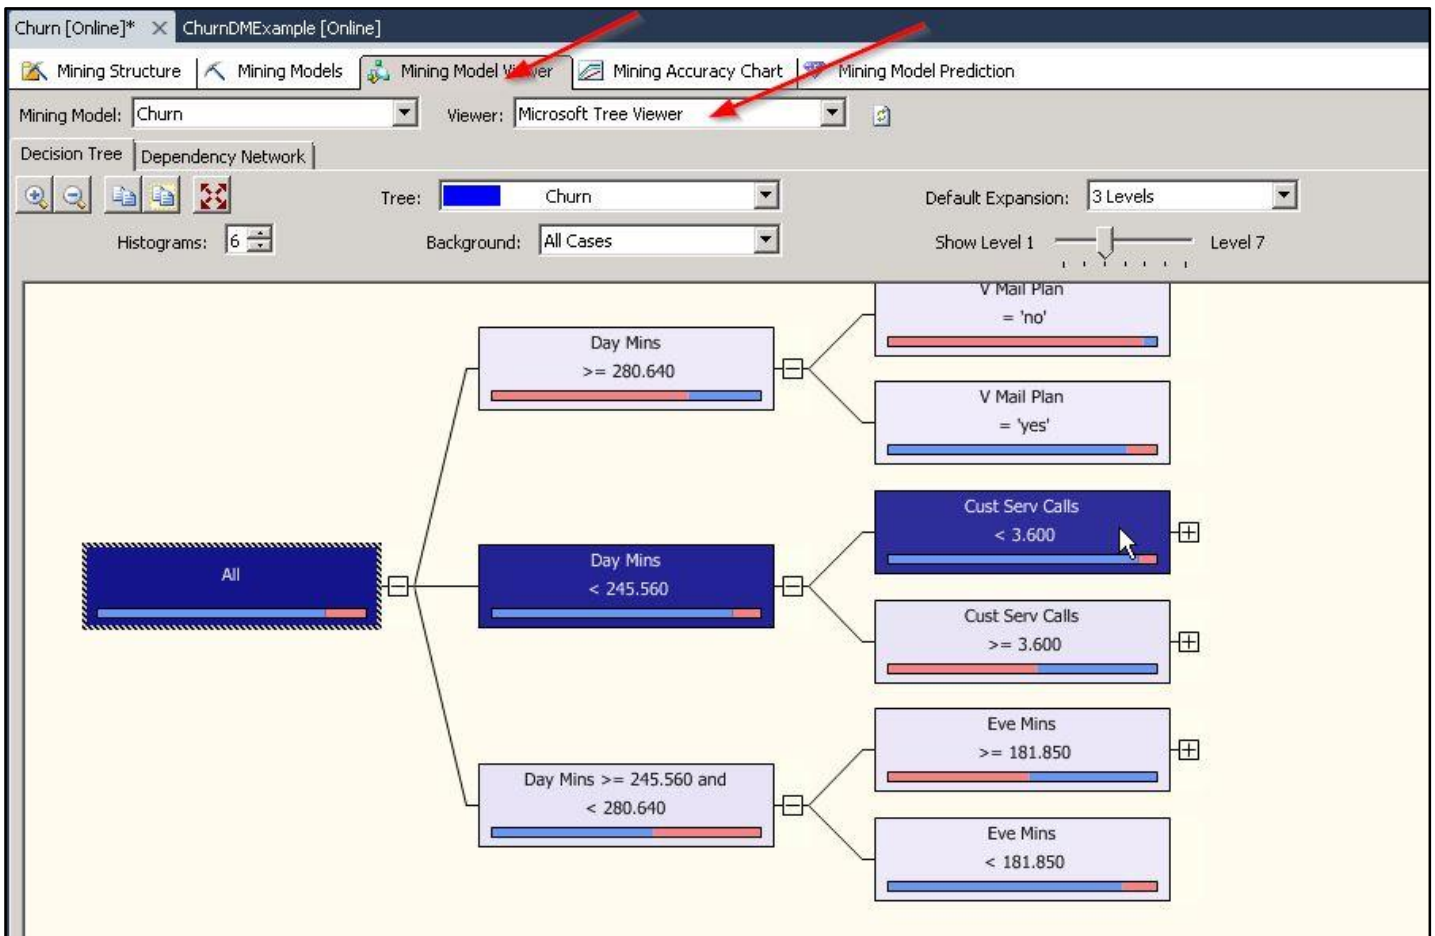 Churn [Online]* ChurnDMExample [Online]
Mining Structure Mining Models Mining Model Viewer Mining Accuracy Chart Mining Model Prediction
Mining Model: Churn Viewer: Microsoft Tree Viewer
Decision Tree Dependency Network
Tree: Churn Default Expansion: 3 Levels
Histograms: 6 Background: All Cases Show Level 1 Level 7
V Mail Plan
= 'no'
Day Mins
>= 280.640
V Mail Plan
= 'yes'
Cust Serv Calls
< 3.600
All
Day Mins
< 245.560
Cust Serv Calls
>= 3.600
Eve Mins
>= 181.850
Day Mins >= 245.560 and
< 280.640
Eve Mins
< 181.850